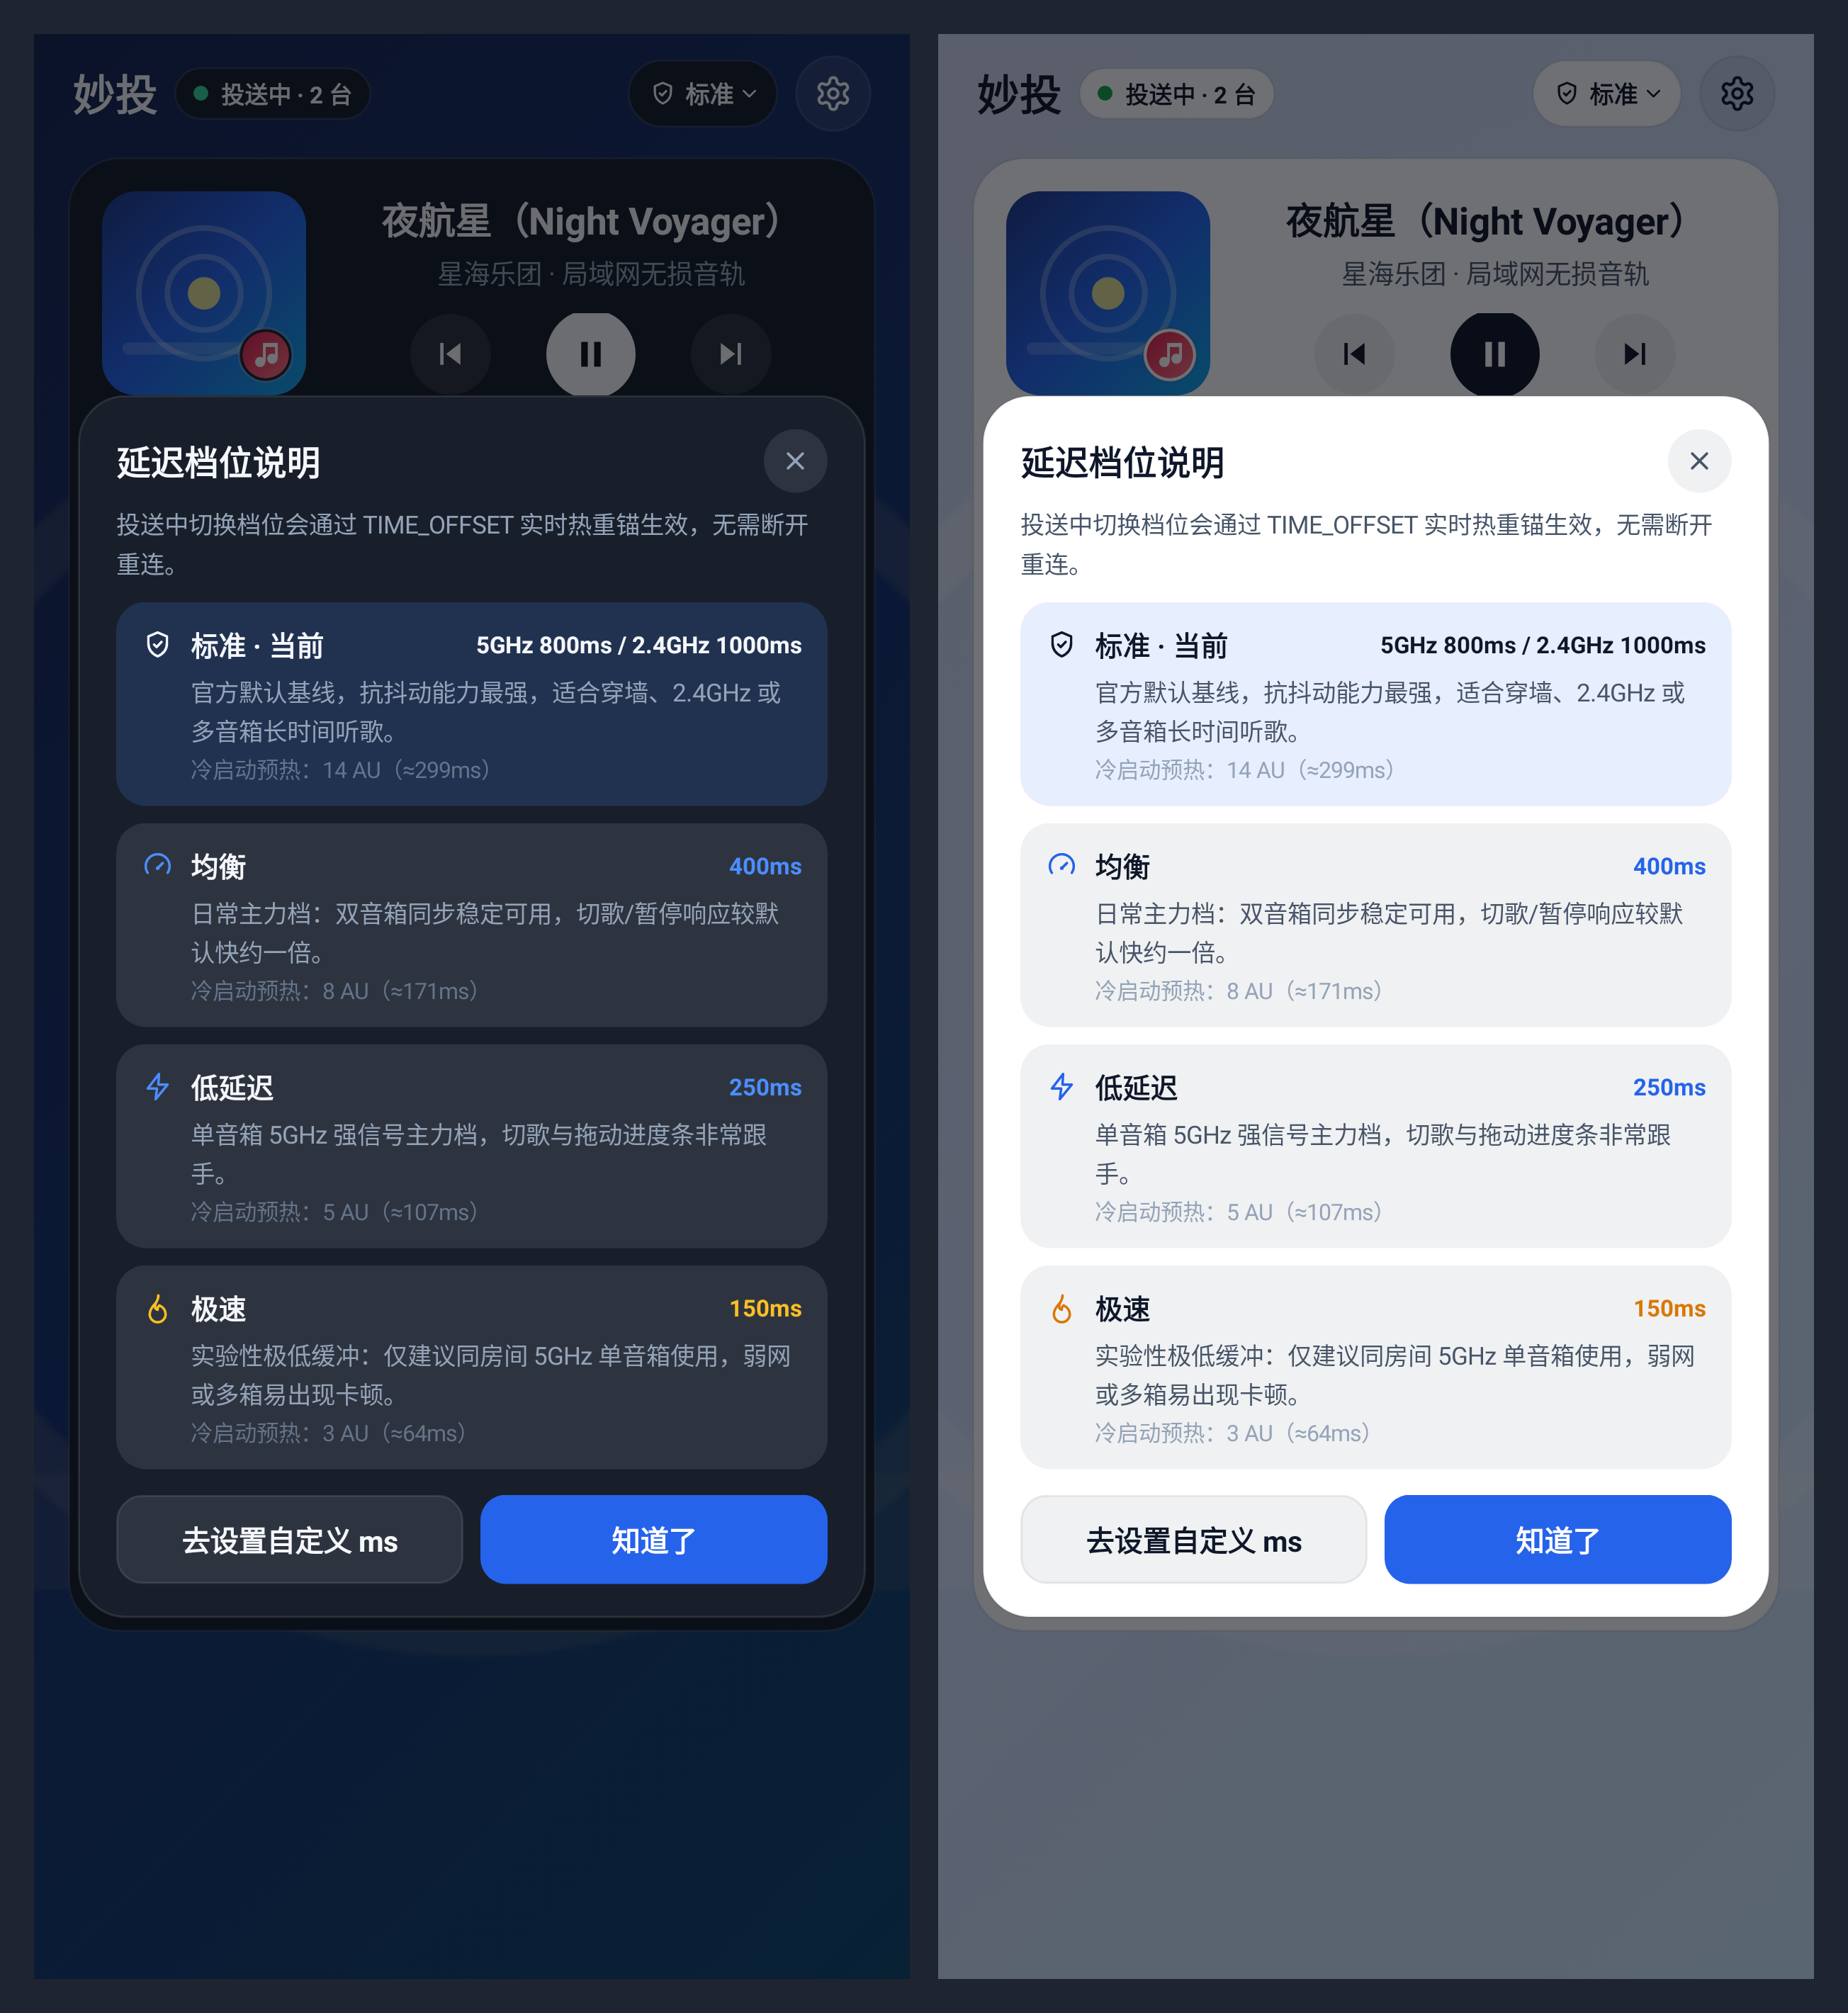 妙投
投送中 · 2 台
标准
夜航星（Night Voyager）
星海乐团 · 局域网无损音轨
延迟档位说明
投送中切换档位会通过 TIME_OFFSET 实时热重锚生效，无需断开
重连。
标准 · 当前
5GHz 800ms / 2.4GHz 1000ms
官方默认基线，抗抖动能力最强，适合穿墙、2.4GHz 或
多音箱长时间听歌。
冷启动预热：14 AU（≈299ms）
均衡
400ms
日常主力档：双音箱同步稳定可用，切歌/暂停响应较默
认快约一倍。
冷启动预热：8 AU（≈171ms）
低延迟
250ms
单音箱 5GHz 强信号主力档，切歌与拖动进度条非常跟
手。
冷启动预热：5 AU（≈107ms）
极速
150ms
实验性极低缓冲：仅建议同房间 5GHz 单音箱使用，弱网
或多箱易出现卡顿。
冷启动预热：3 AU（≈64ms）
去设置自定义 ms
知道了
妙投
投送中 · 2 台
标准
夜航星（Night Voyager）
星海乐团 · 局域网无损音轨
延迟档位说明
投送中切换档位会通过 TIME_OFFSET 实时热重锚生效，无需断开
重连。
标准 · 当前
5GHz 800ms / 2.4GHz 1000ms
官方默认基线，抗抖动能力最强，适合穿墙、2.4GHz 或
多音箱长时间听歌。
冷启动预热：14 AU（≈299ms）
均衡
400ms
日常主力档：双音箱同步稳定可用，切歌/暂停响应较默
认快约一倍。
冷启动预热：8 AU（≈171ms）
低延迟
250ms
单音箱 5GHz 强信号主力档，切歌与拖动进度条非常跟
手。
冷启动预热：5 AU（≈107ms）
极速
150ms
实验性极低缓冲：仅建议同房间 5GHz 单音箱使用，弱网
或多箱易出现卡顿。
冷启动预热：3 AU（≈64ms）
去设置自定义 ms
知道了